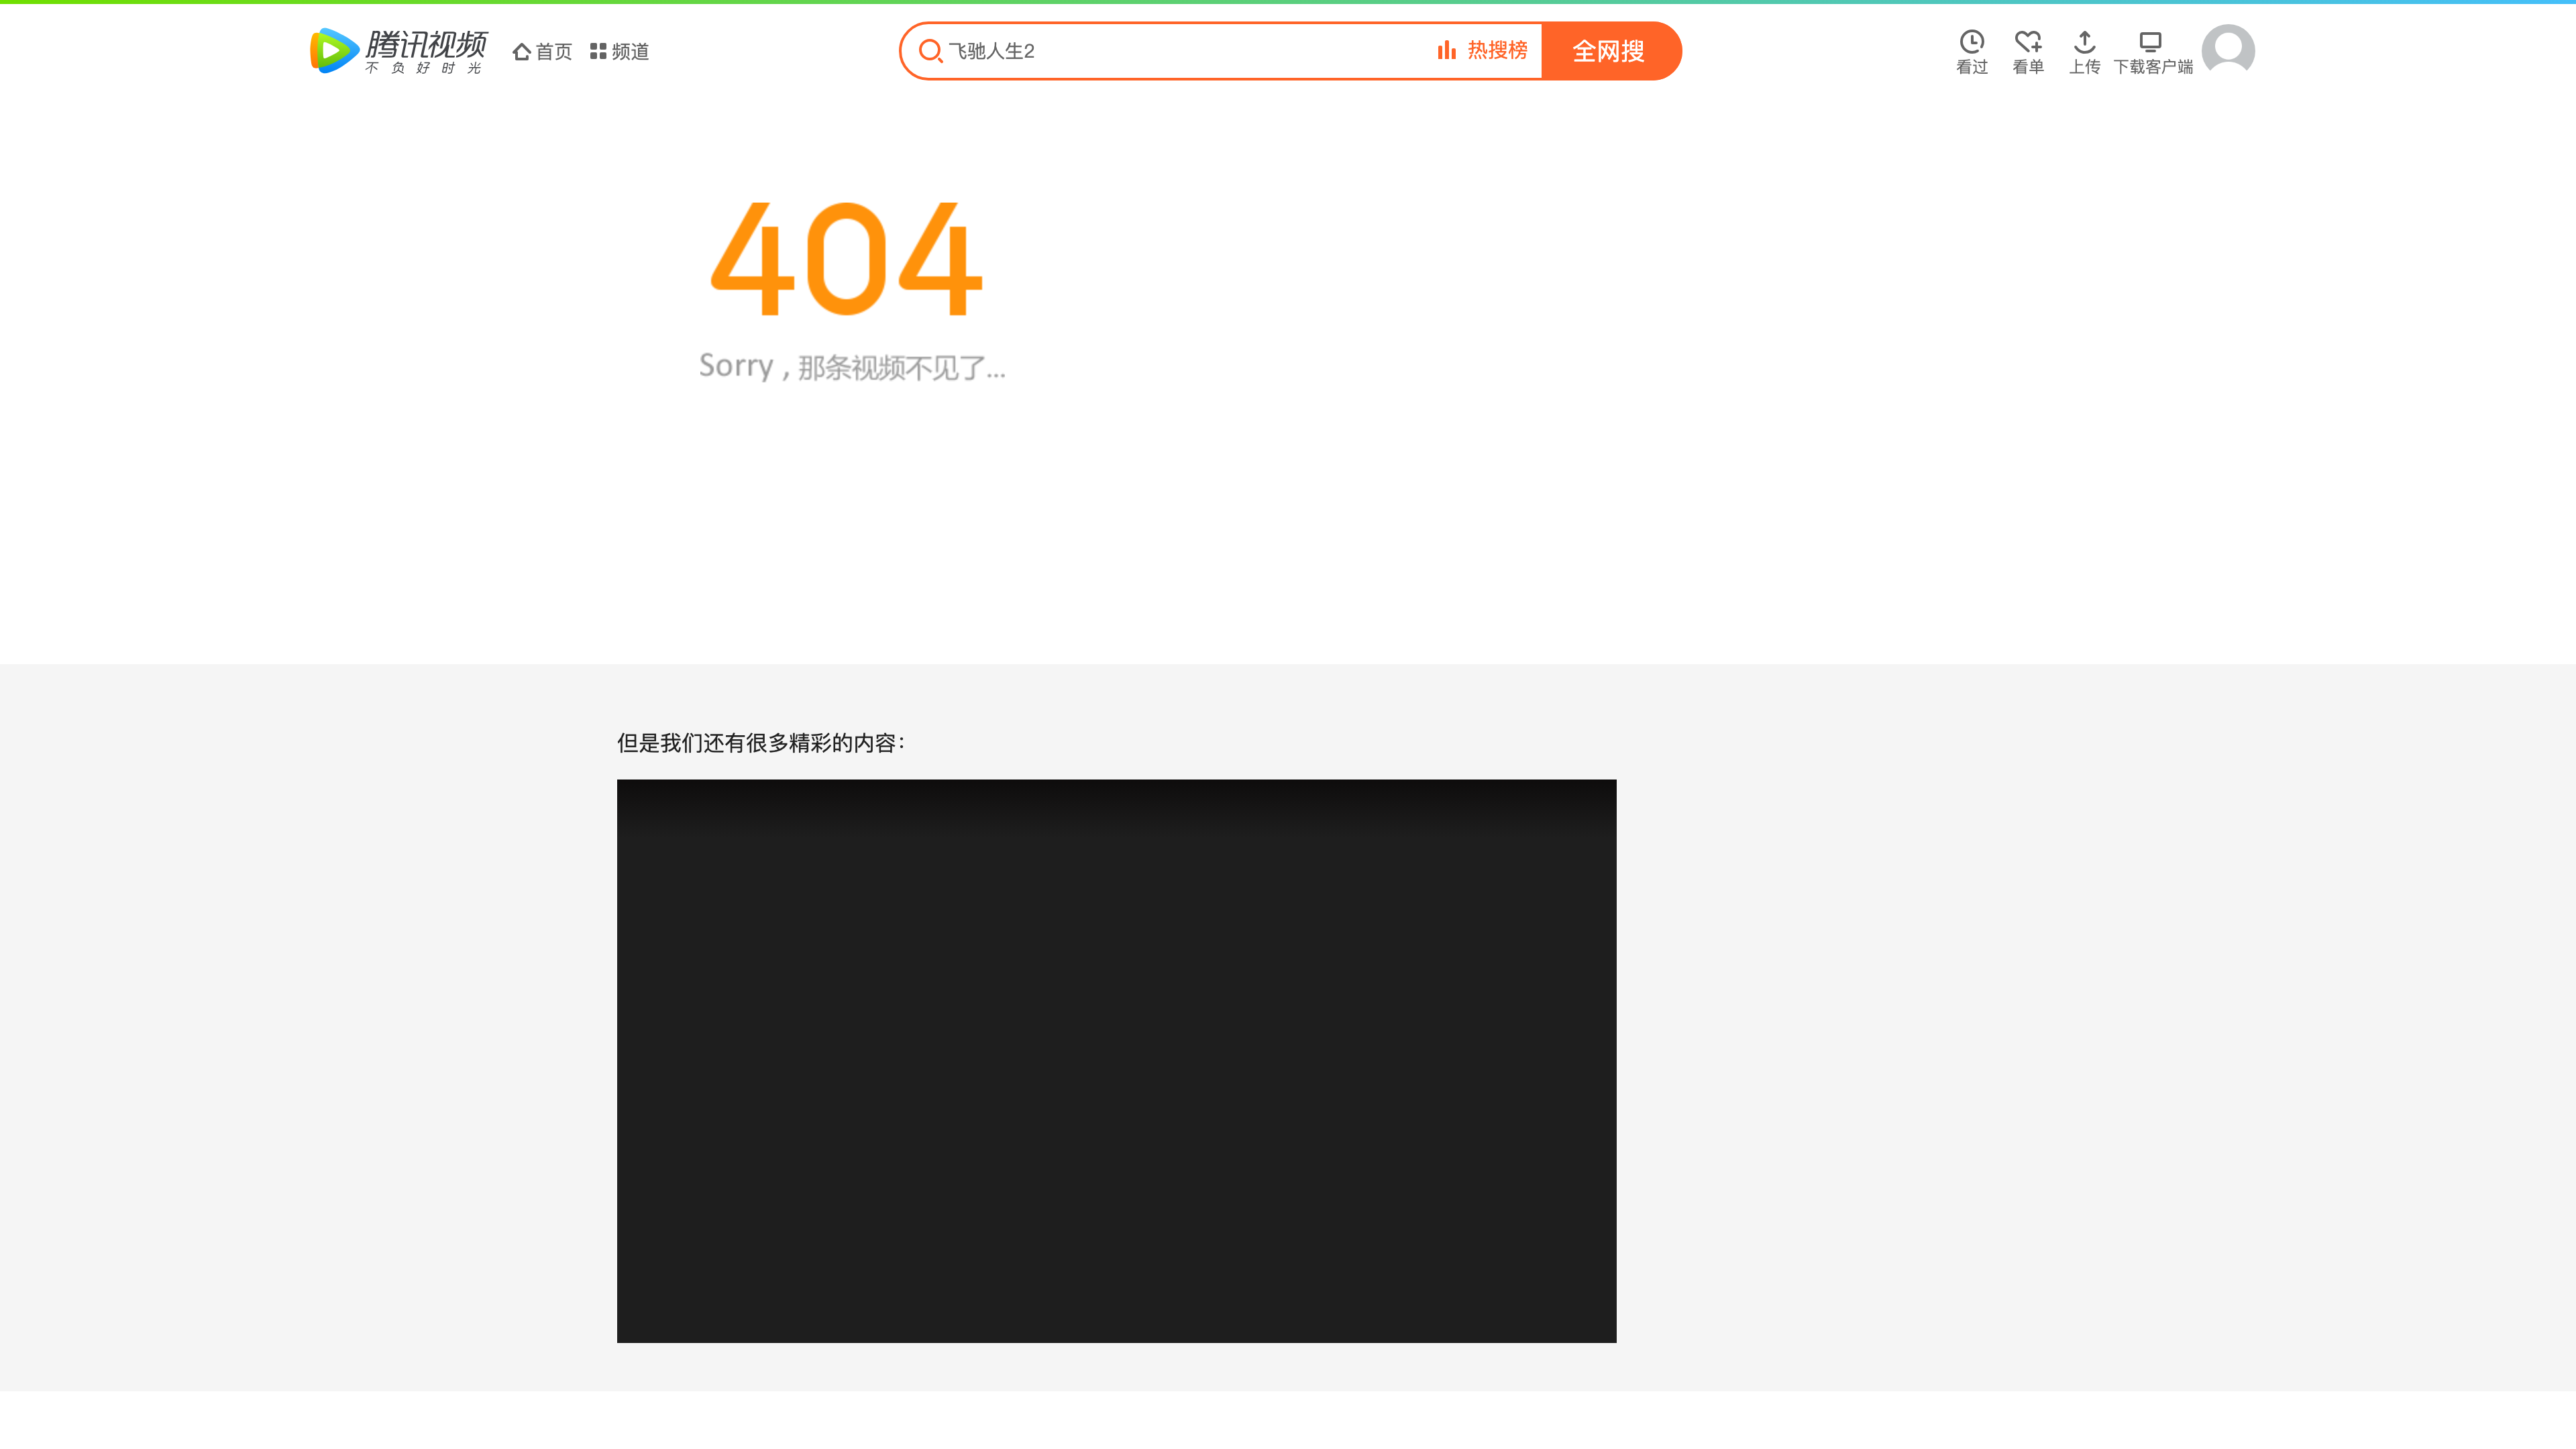 腾讯视频
不负好时光
首页
频道
飞驰人生2
热搜榜
全网搜
看过
看单
上传
下载客户端
404
Sorry , 那条视频不见了...
但是我们还有很多精彩的内容：